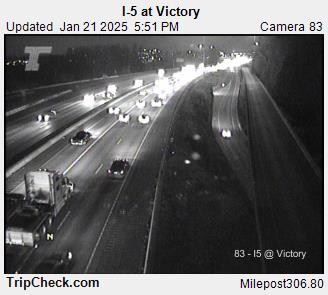 I-5 at Victory
Updated  Jan 21 2025  5:51 PM  Camera 83
T
N
83 - I5 @ Victory
TripCheck.com  Milepost306.80